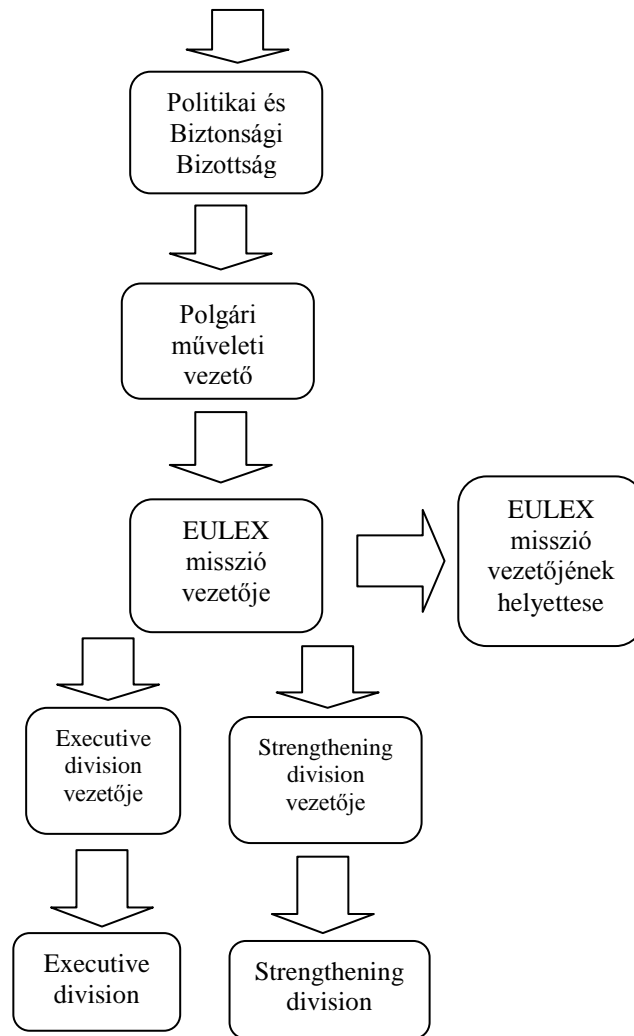 Politikai és
Biztonsági
Bizottság
Polgári
műveleti
vezető
EULEX
misszió
vezetője
EULEX
misszió
vezetőjének
helyettese
Executive
division
vezetője
Strengthening
division
vezetője
Executive
division
Strengthening
division